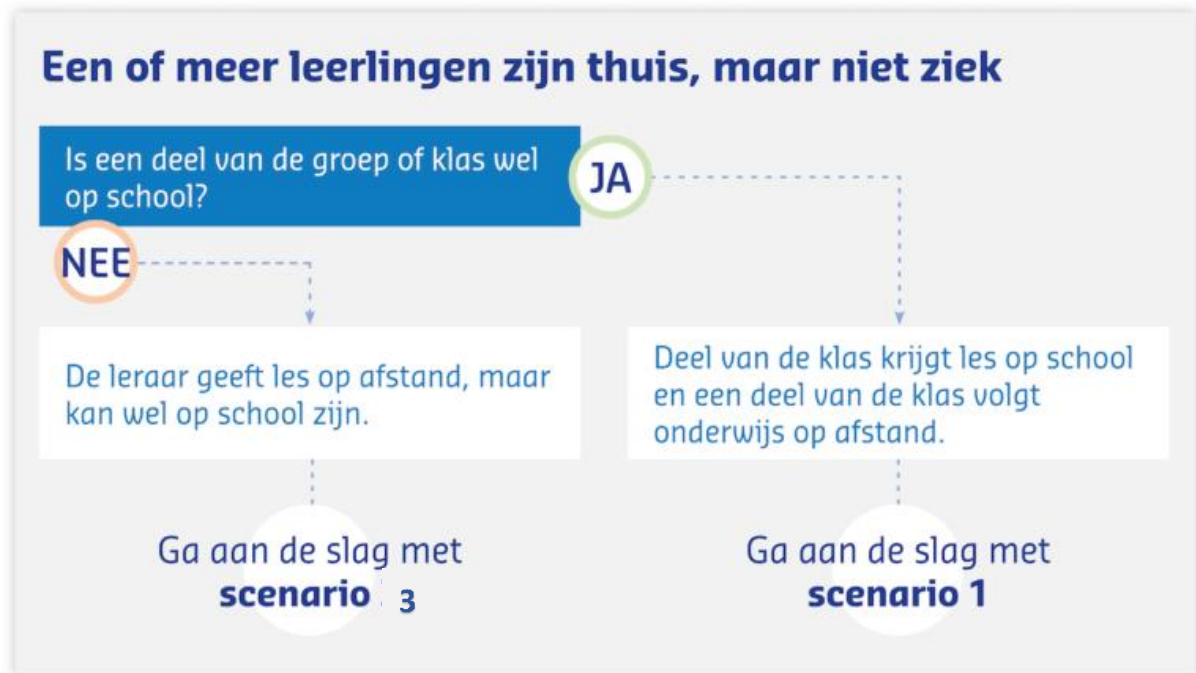 Een of meer leerlingen zijn thuis, maar niet ziek
Is een deel van de groep of klas wel
op school?
JA
NEE
De leraar geeft les op afstand, maar
kan wel op school zijn.
Deel van de klas krijgt les op school
en een deel van de klas volgt
onderwijs op afstand.
Ga aan de slag met
scenario 3
Ga aan de slag met
scenario 1